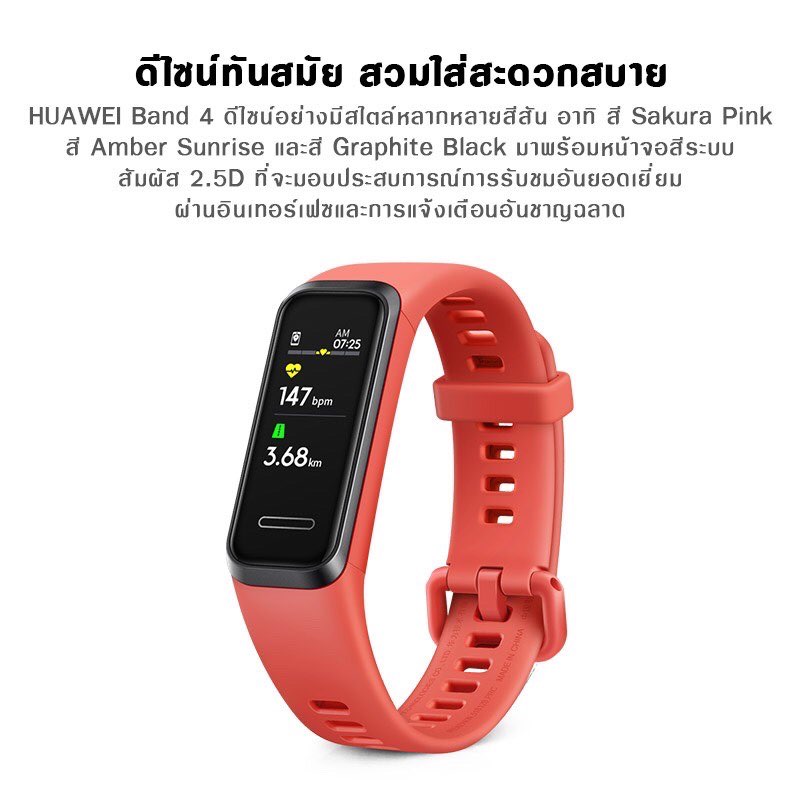 ดีไซน์ทันสมัย สวมใส่สะดวกสบาย
HUAWEI Band 4 ดีไซน์อย่างมีสไตล์หลากหลายสีสัน อาทิ สี Sakura Pink
สี Amber Sunrise และสี Graphite Black มาพร้อมหน้าจอสีระบบ
สัมผัส 2.5D ที่จะมอบประสบการณ์การรับชมอันยอดเยี่ยม
ผ่านอินเทอร์เฟซและการแจ้งเตือนอันชาญฉลาด
AM
07:25
147 bpm
3.68 km
MADE IN CHINA